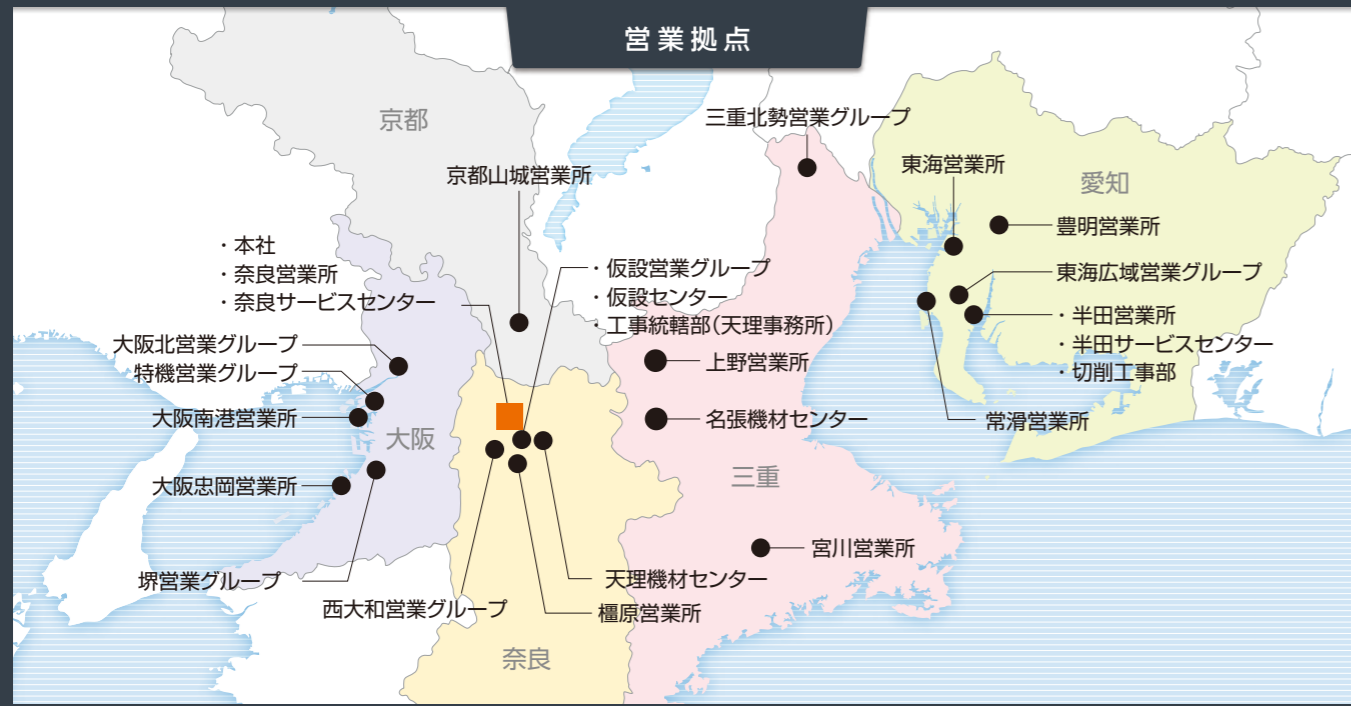 営業拠点
京都
三重北勢営業グループ
東海営業所
京都山城営業所
愛知
豊明営業所
・本社
・奈良営業所
・奈良サービスセンター
・仮設営業グループ
・仮設センター
・工事統轄部(天理事務所)
東海広域営業グループ
・半田営業所
・半田サービスセンター
・切削工事部
大阪北営業グループ
特機営業グループ
大阪南港営業所
上野営業所
名張機材センター
常滑営業所
大阪
三重
大阪忠岡営業所
宮川営業所
堺営業グループ
西大和営業グループ
天理機材センター
橿原営業所
奈良